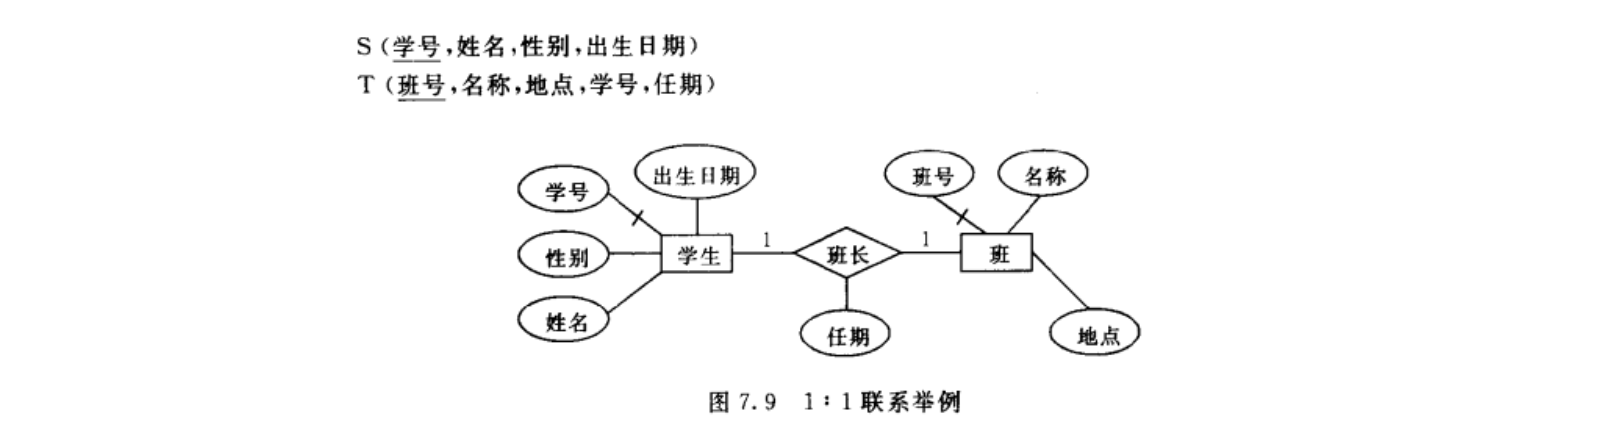 S(学号,姓名,性别,出生日期)
T(班号,名称,地点,学号,任期)
出生日期
班号
名称
学号
1
1
性别
学生
班长
班
姓名
任期
地点
图 7.9 1:1联系举例